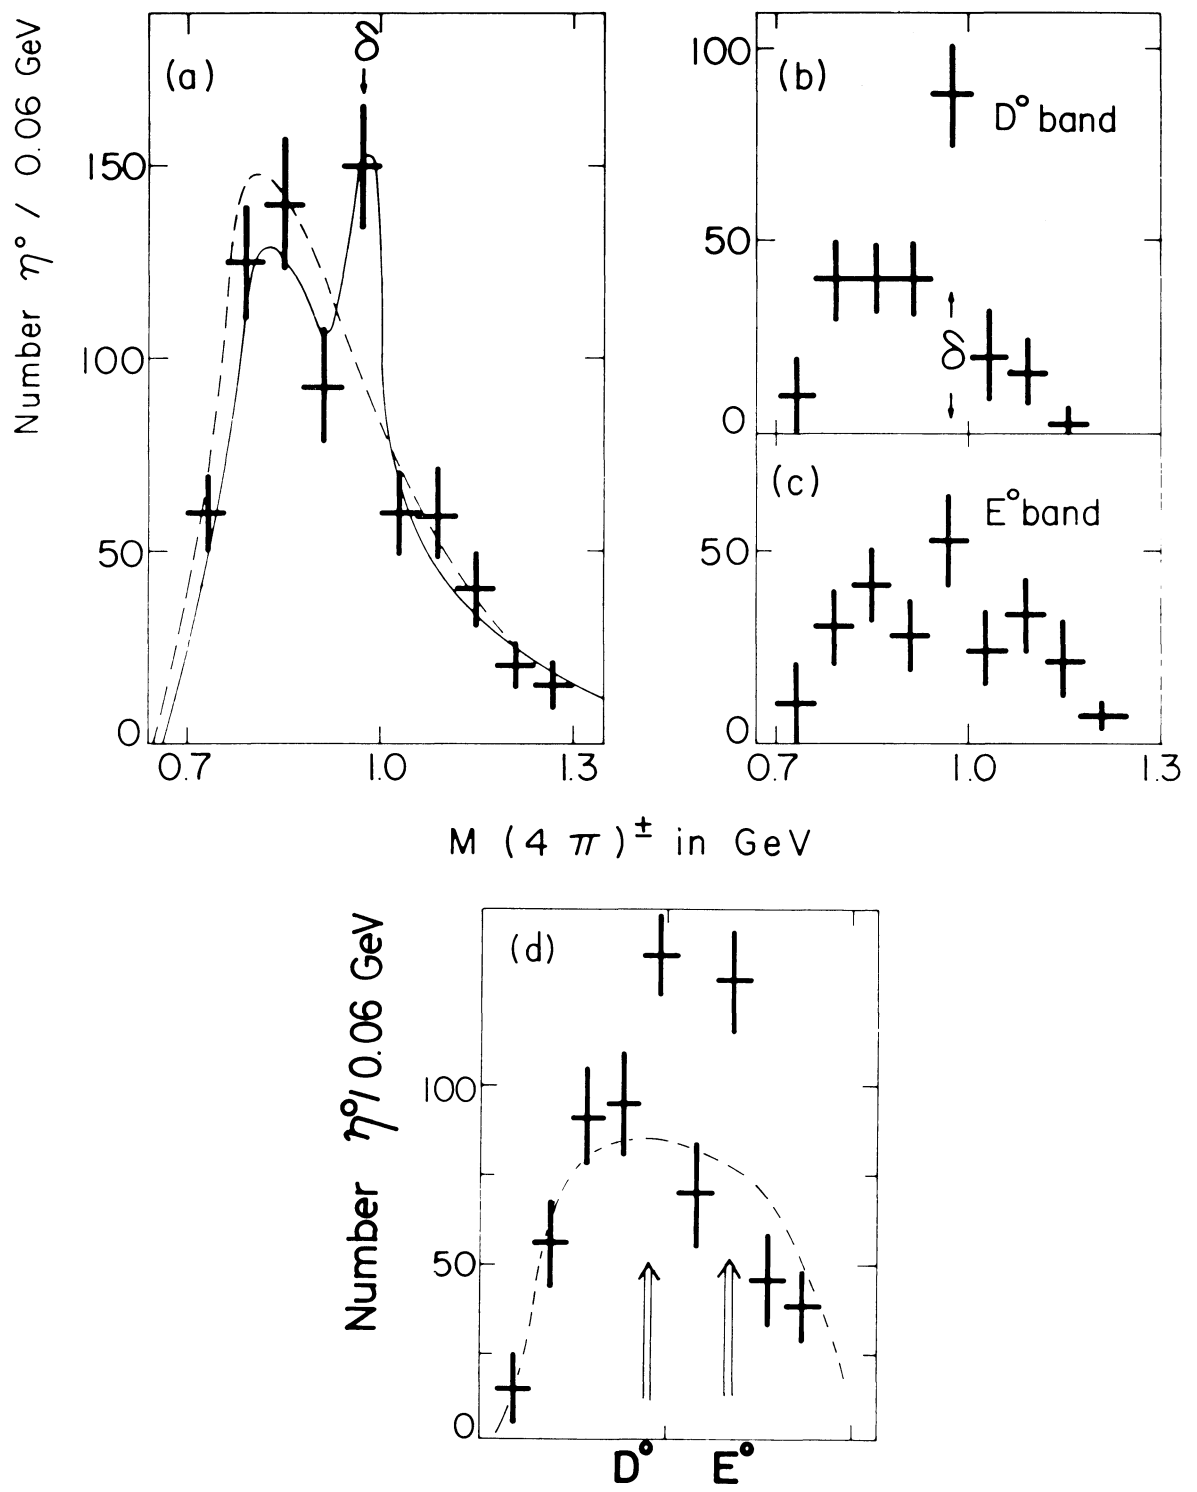 Number η° / 0.06 GeV
(a)
δ
150
100
50
0
0.7
1.0
1.3
(b)
D° band
100
50
0
δ
(c)
E° band
50
0
0.7
1.0
1.3
M (4 π)± in GeV
Number η°/0.06 GeV
(d)
100
50
0
D°
E°